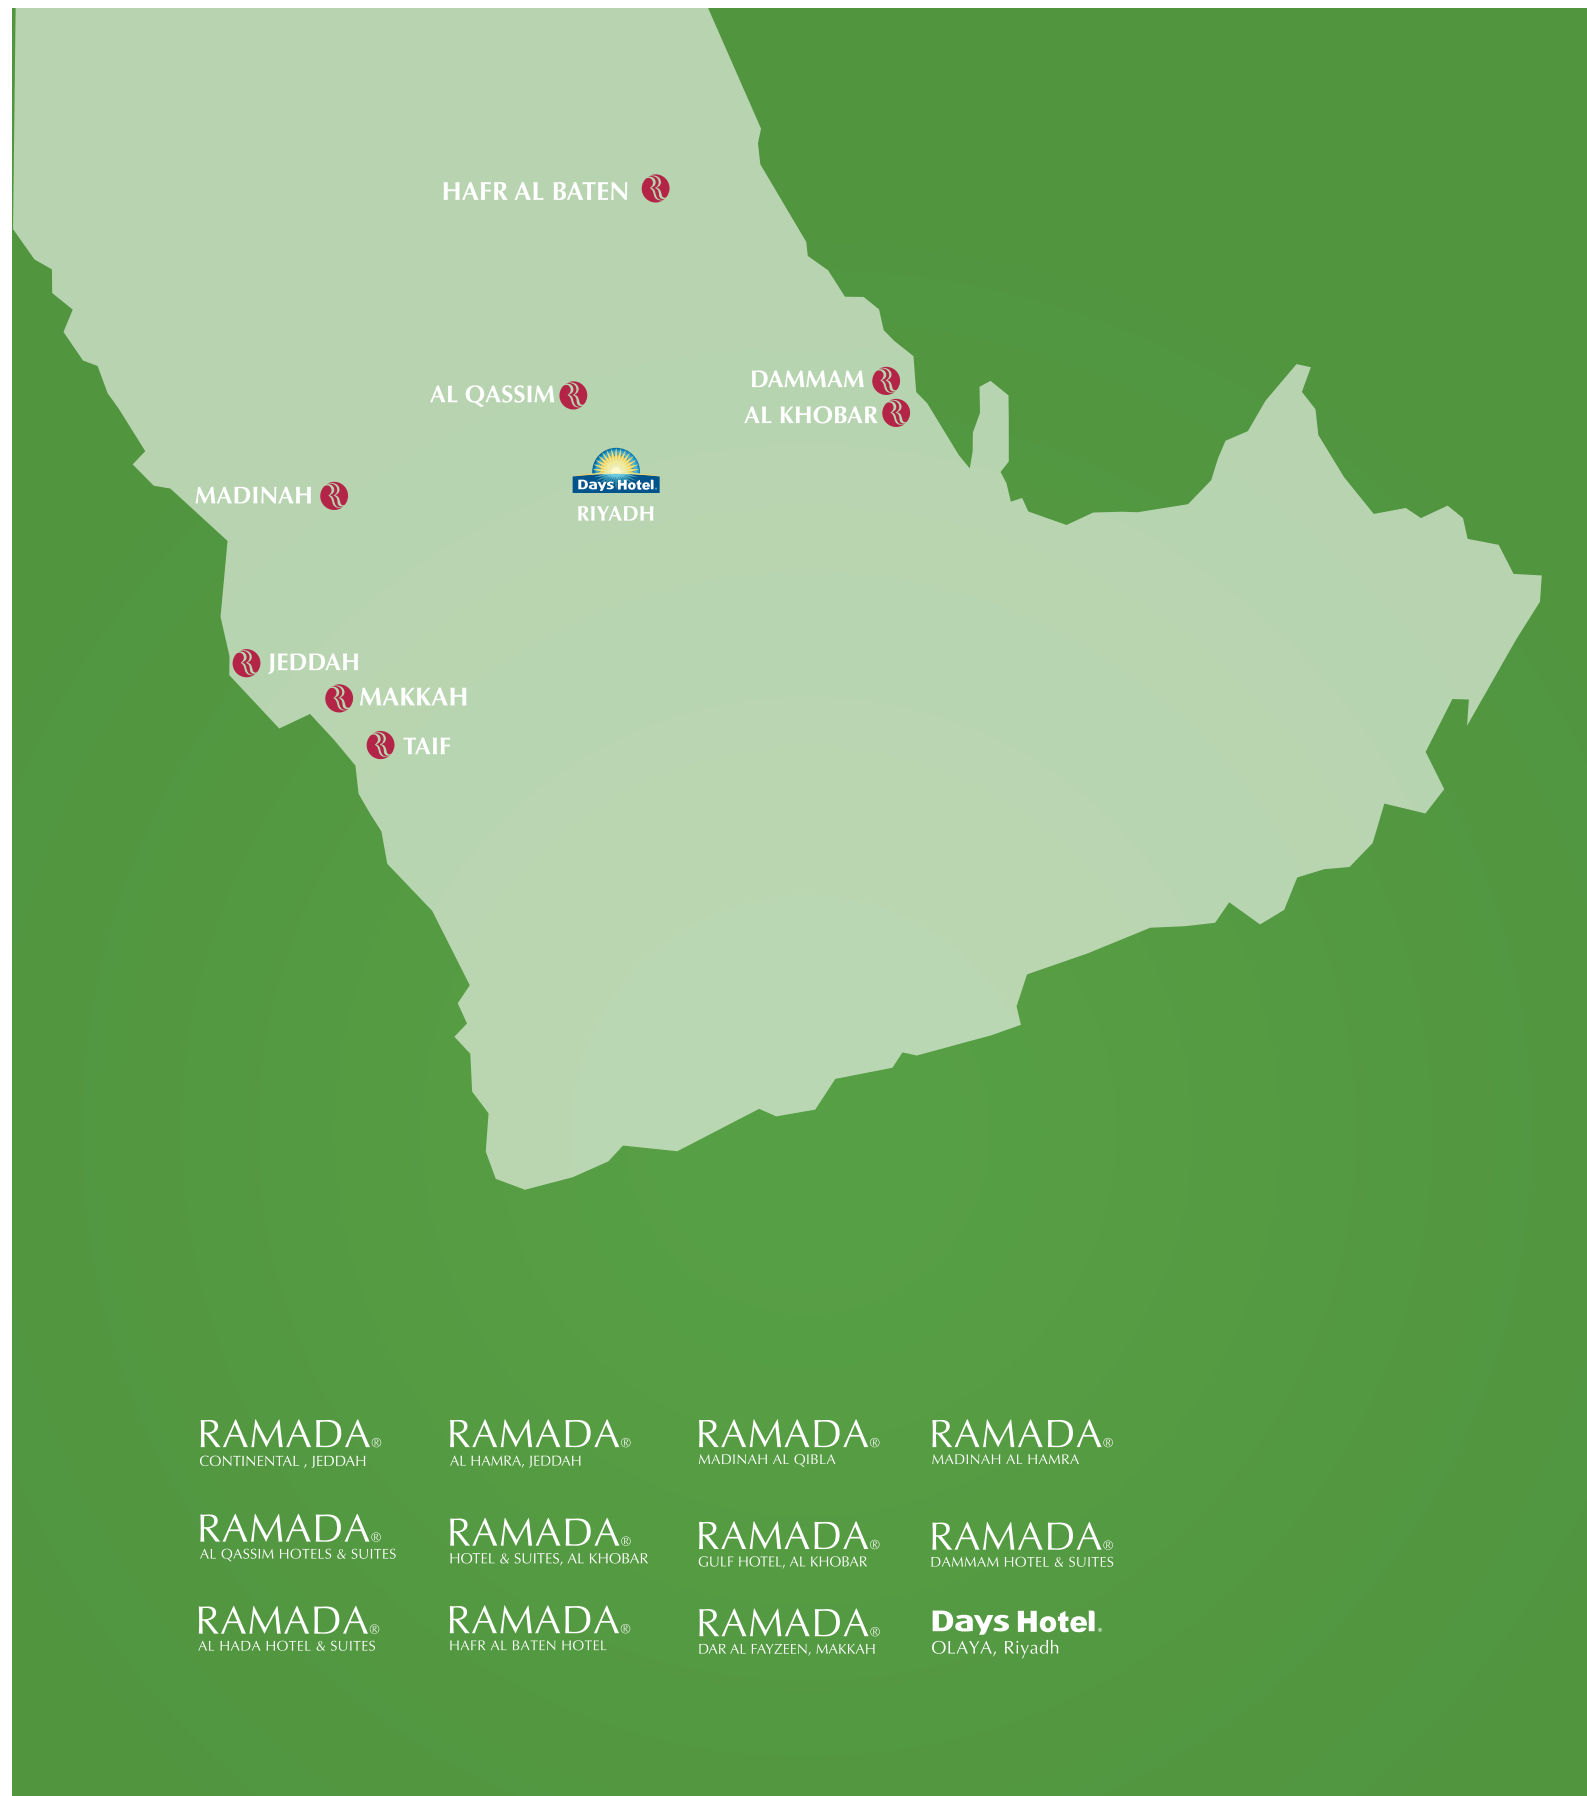 HAFR AL BATEN
DAMMAM
AL QASSIM
AL KHOBAR
Days Hotel.
MADINAH
RIYADH
JEDDAH
MAKKAH
TAIF
RAMADA®
CONTINENTAL , JEDDAH
RAMADA®
AL HAMRA, JEDDAH
RAMADA®
MADINAH AL QIBLA
RAMADA®
MADINAH AL HAMRA
RAMADA®
AL QASSIM HOTELS & SUITES
RAMADA®
HOTEL & SUITES, AL KHOBAR
RAMADA®
GULF HOTEL, AL KHOBAR
RAMADA®
DAMMAM HOTEL & SUITES
RAMADA®
AL HADA HOTEL & SUITES
RAMADA®
HAFR AL BATEN HOTEL
RAMADA®
DAR AL FAYZEEN, MAKKAH
Days Hotel.
OLAYA, Riyadh